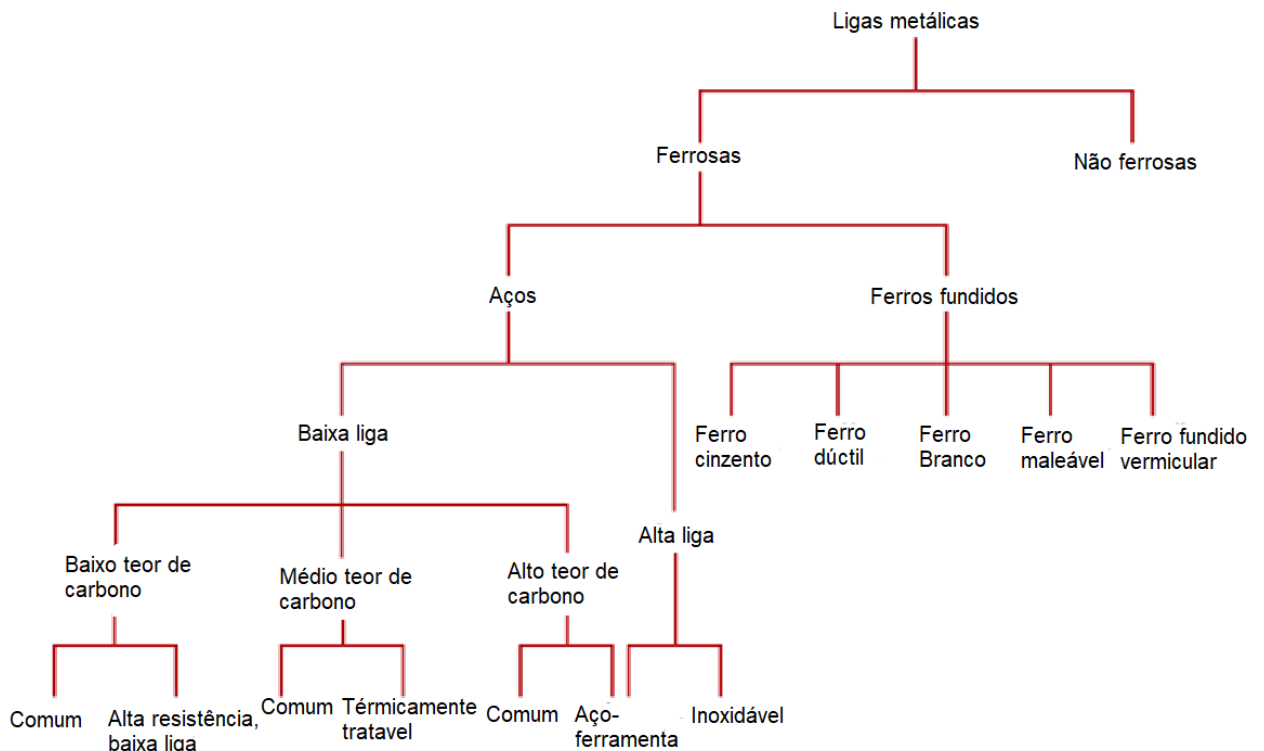 Ligas metálicas
Ferrosas
Não ferrosas
Aços
Ferros fundidos
Baixa liga
Ferro
cinzento
Ferro
dúctil
Ferro
Branco
Ferro
maleável
Ferro fundido
vermicular
Alta liga
Baixo teor de
carbono
Médio teor de
carbono
Alto teor de
carbono
Comum
Alta resistência,
baixa liga
Comum
Térmicamente
tratavel
Comum
Aço-
ferramenta
Inoxidável